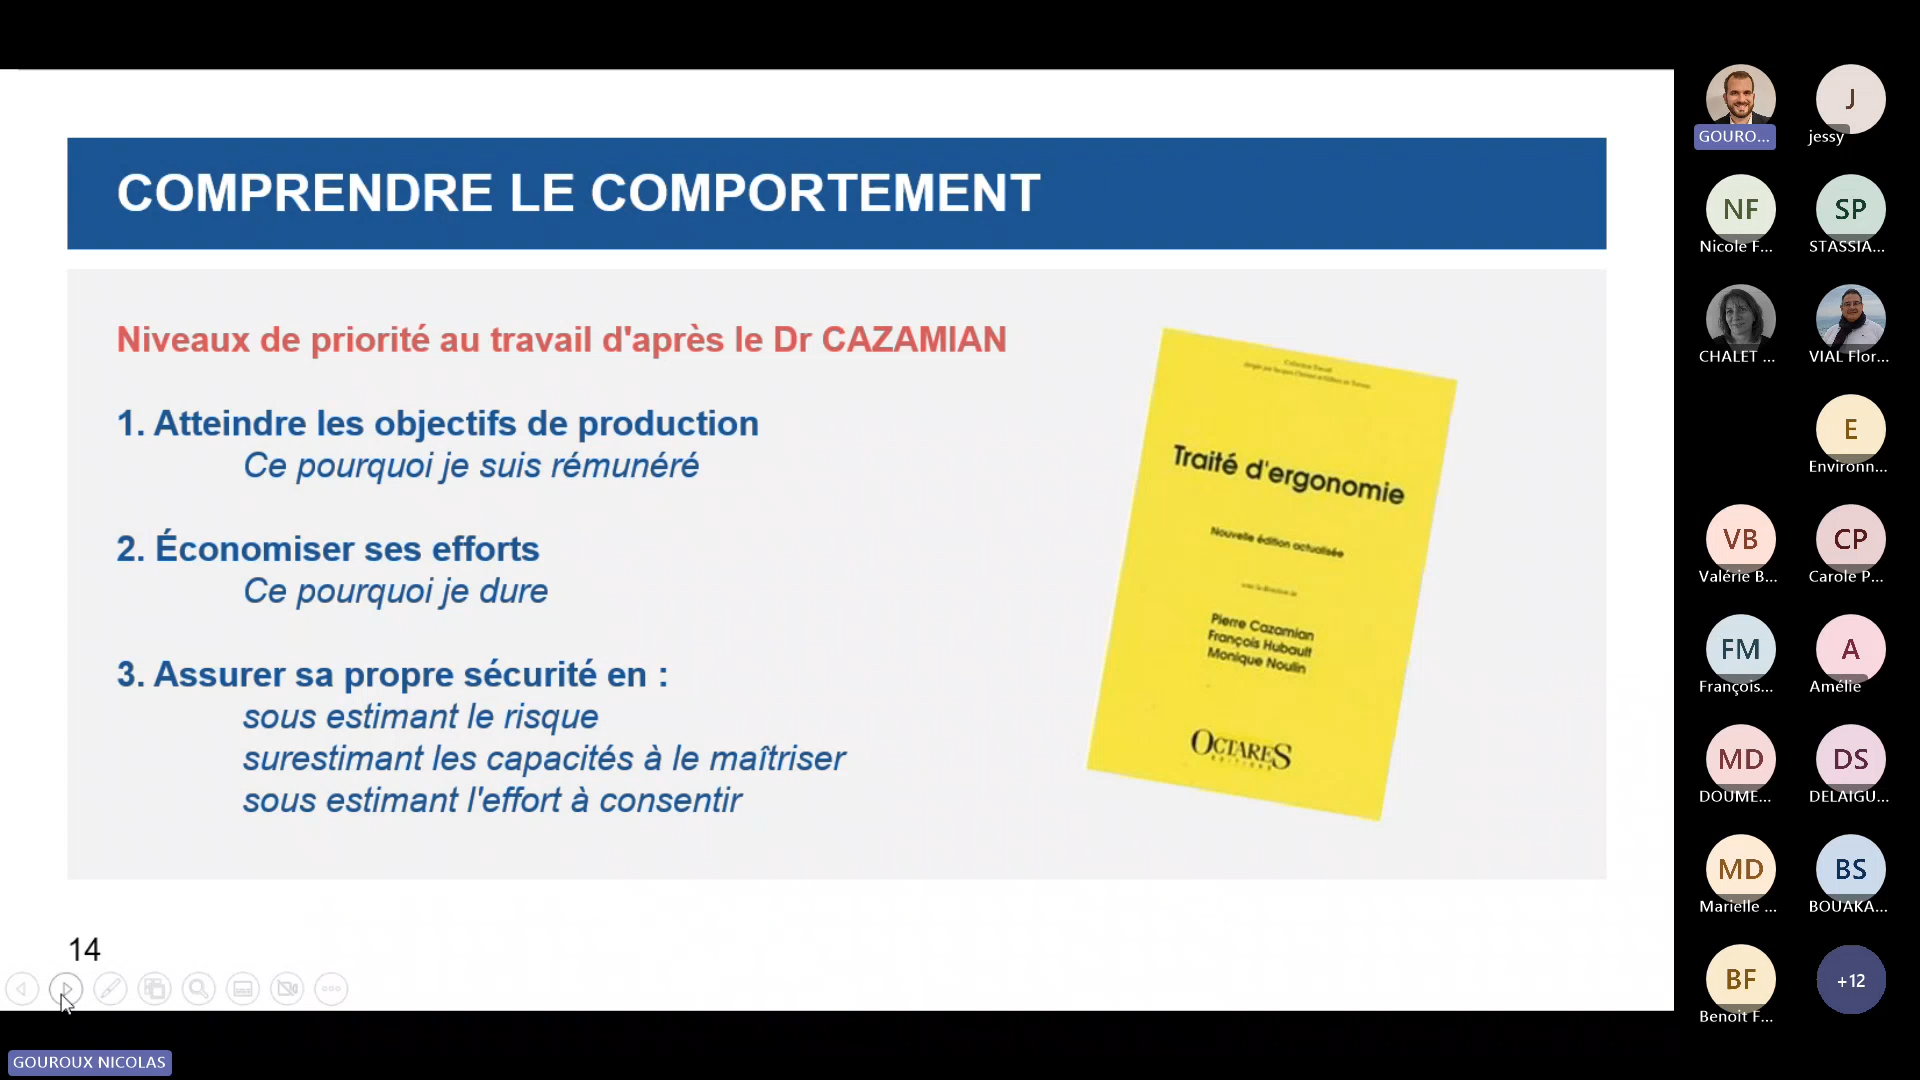 COMPRENDRE LE COMPORTEMENT
Niveaux de priorité au travail d'après le Dr CAZAMIAN
1. Atteindre les objectifs de production
Ce pourquoi je suis rémunéré
2. Économiser ses efforts
Ce pourquoi je dure
3. Assurer sa propre sécurité en :
sous estimant le risque
surestimant les capacités à le maîtriser
sous estimant l'effort à consentir
Traité d'ergonomie
Nouvelle édition actualisée
Pierre Cazamian
François Hubault
Monique Noulin
OCTARES
EDITIONS
14
GOUROUX NICOLAS
GOURO...
J
jessy
NF
Nicole F...
SP
STASSIA...
CHALET ...
VIAL Flor...
E
Environn...
VB
Valérie B...
CP
Carole P...
FM
François...
A
Amélie
MD
DOUME...
DS
DELAIGU...
MD
Marielle ...
BS
BOUAKA...
BF
Benoit F...
+12